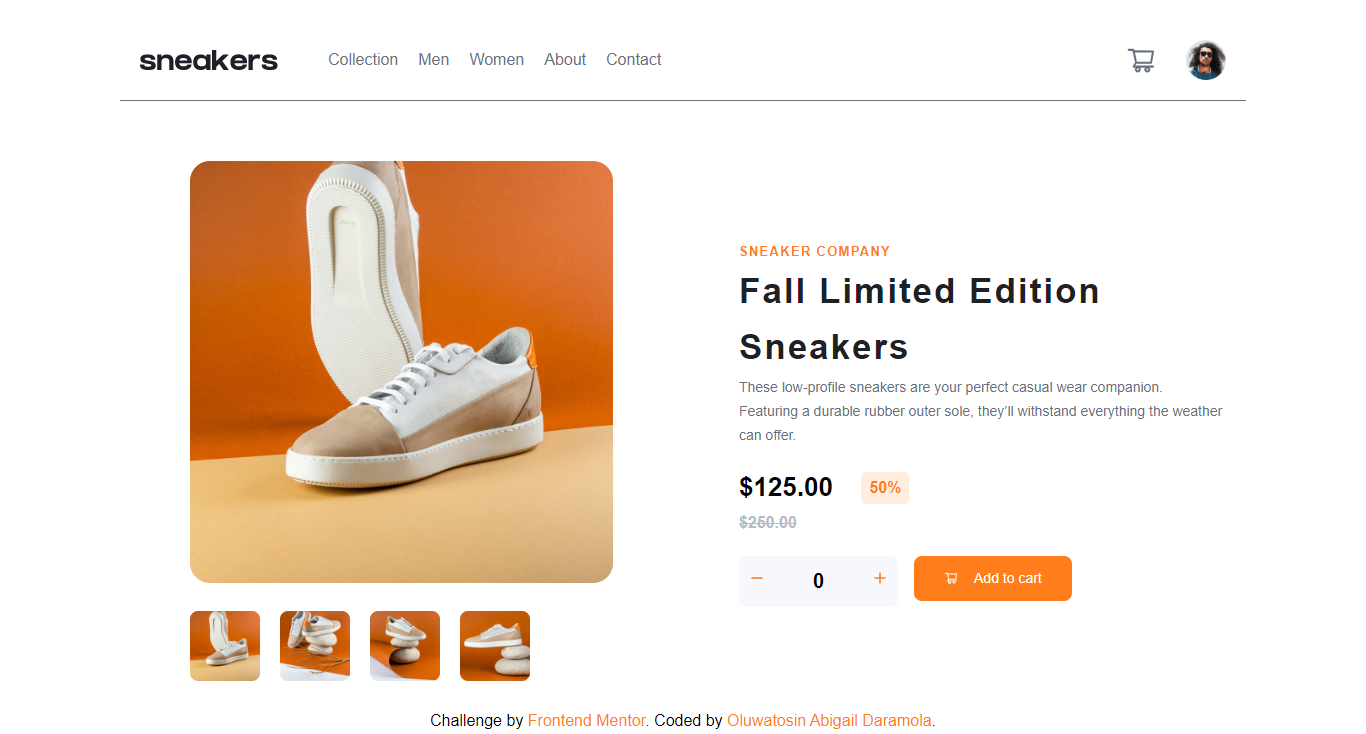 sneakers Collection Men Women About Contact
SNEAKER COMPANY
Fall Limited Edition
Sneakers
These low-profile sneakers are your perfect casual wear companion.
Featuring a durable rubber outer sole, they’ll withstand everything the weather
can offer.
$125.00 50%
$250.00
− 0 + Add to cart
Challenge by Frontend Mentor. Coded by Oluwatosin Abigail Daramola.